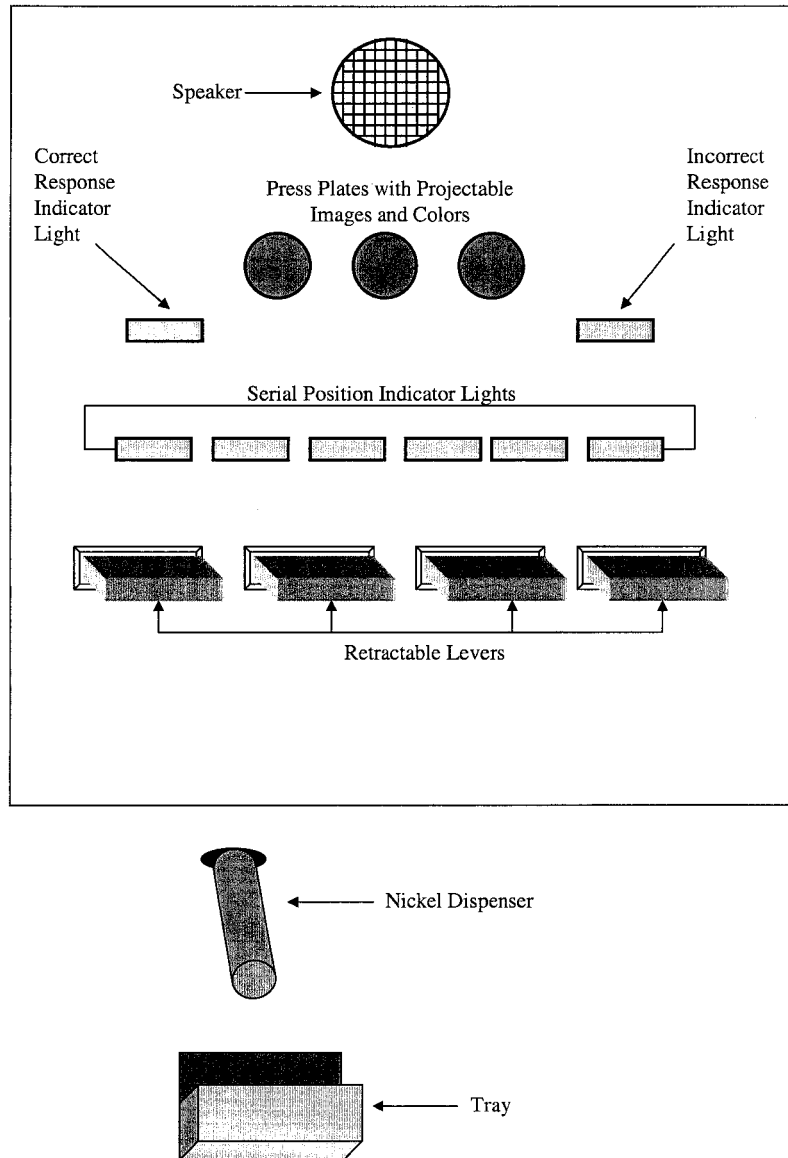 Speaker
Correct
Response
Indicator
Light
Press Plates with Projectable
Images and Colors
Incorrect
Response
Indicator
Light
Serial Position Indicator Lights
Retractable Levers
Nickel Dispenser
Tray